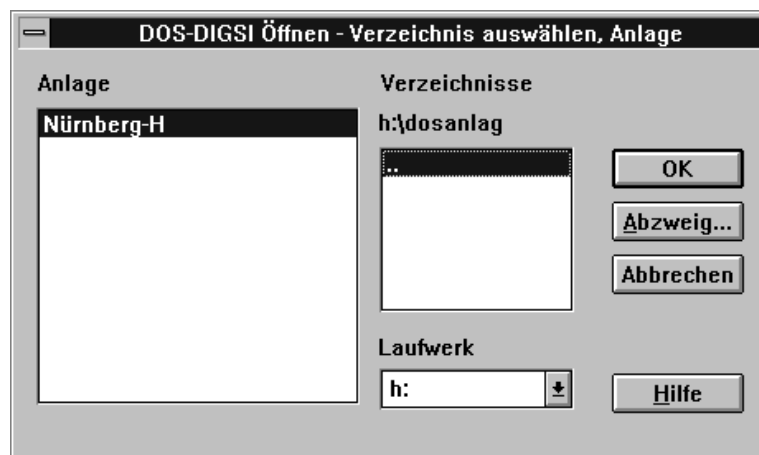 DOS-DIGSI Öffnen - Verzeichnis auswählen, Anlage
Anlage
Nürnberg-H
Verzeichnisse
h:\dosanlag
..
OK
Abzweig...
Abbrechen
Laufwerk
h:
Hilfe